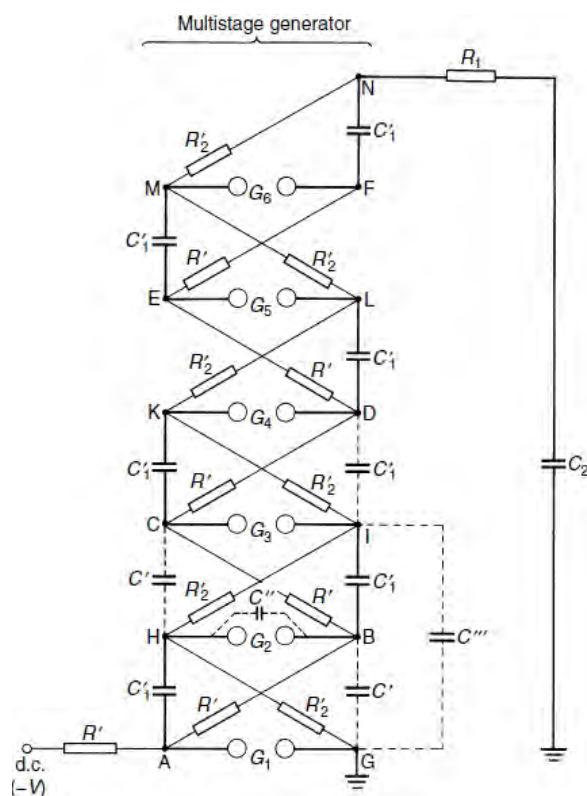 Multistage generator
N
R₁
C′₁
R′₂
M
G₆
F
C′₁
R′
R′₂
E
G₅
L
R′₂
R′
C′₁
K
G₄
D
C′₁
R′
R′₂
C′₁
C₂
C
G₃
I
C′
R′₂
C″
R′
C′₁
H
G₂
B
C‴
C′₁
R′
R′₂
C′
R′
d.c.
(−V)
A
G₁
G